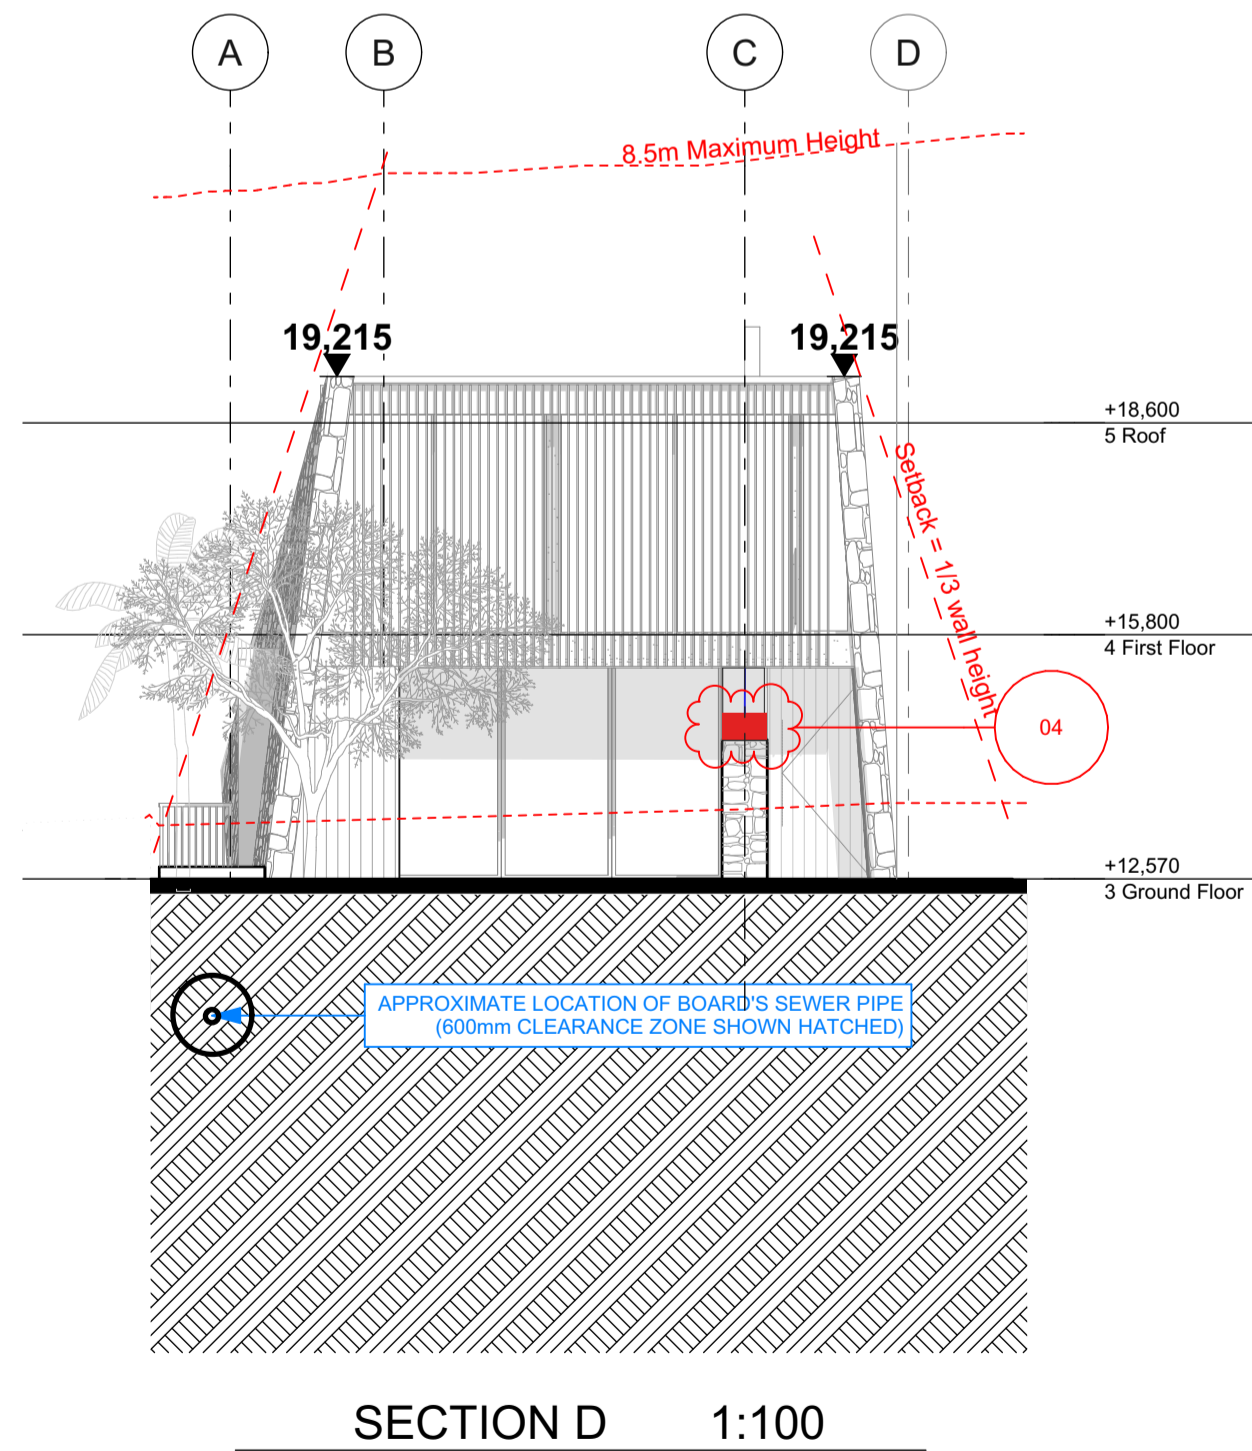 A B C D
8.5m Maximum Height
19,215 19,215
+18,600
5 Roof
Setback = 1/3 wall height
+15,800
4 First Floor
04
+12,570
3 Ground Floor
APPROXIMATE LOCATION OF BOARD'S SEWER PIPE
(600mm CLEARANCE ZONE SHOWN HATCHED)
SECTION D 1:100